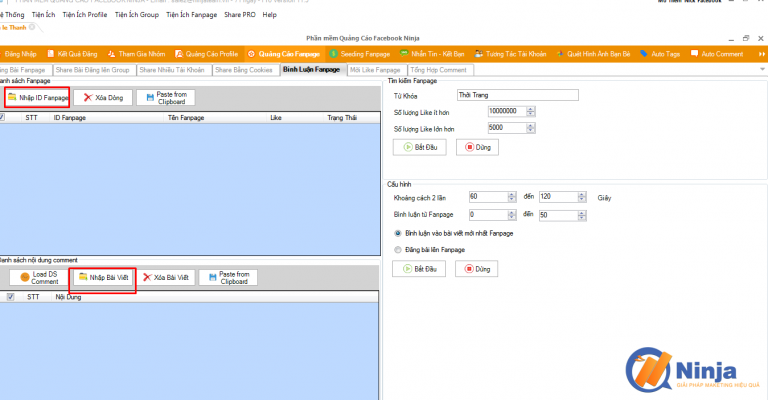 Hệ Thống Tiện Ích Tiện Ích Profile Tiện Ích Group Tiện Ích Fanpage Share PRO Help
Phần mềm Quảng Cáo Facebook Ninja
Đăng Nhập Kết Quả Đăng Tham Gia Nhóm Quảng Cáo Profile Quảng Cáo Fanpage Seeding Fanpage Nhắn Tin - Kết Bạn Tương Tác Tài Khoản Quét Hình Ảnh Bạn Bè Auto Tags Auto Comment
Đăng Bài Fanpage Share Bài Đăng lên Group Share Nhiều Tài Khoản Share Bằng Cookies Bình Luận Fanpage Mời Like Fanpage Tổng Hợp Comment
Danh sách Fanpage
Nhập ID Fanpage Xóa Dòng Paste from
Clipboard
STT ID Fanpage Tên Fanpage Like Trạng Thái
Tìm kiếm Fanpage
Từ Khóa Thời Trang
Số lượng Like ít hơn 10000000
Số lượng Like lớn hơn 5000
Bắt Đầu Dừng
Cấu hình
Khoảng cách 2 lần 60 đến 120 Giây
Bình luận từ Fanpage 0 đến 50
Bình luận vào bài viết mới nhất Fanpage
Đăng bài lên Fanpage
Bắt Đầu Dừng
Danh sách nội dung comment
Load DS
Comment
Nhập Bài Viết Xóa Bài Viết Paste from
Clipboard
STT Nội Dung
Ninja
GIẢI PHÁP MAKETING HIỆU QUẢ